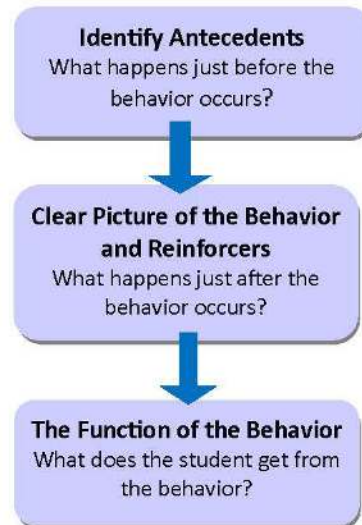 Identify Antecedents
What happens just before the
behavior occurs?
Clear Picture of the Behavior
and Reinforcers
What happens just after the
behavior occurs?
The Function of the Behavior
What does the student get from
the behavior?